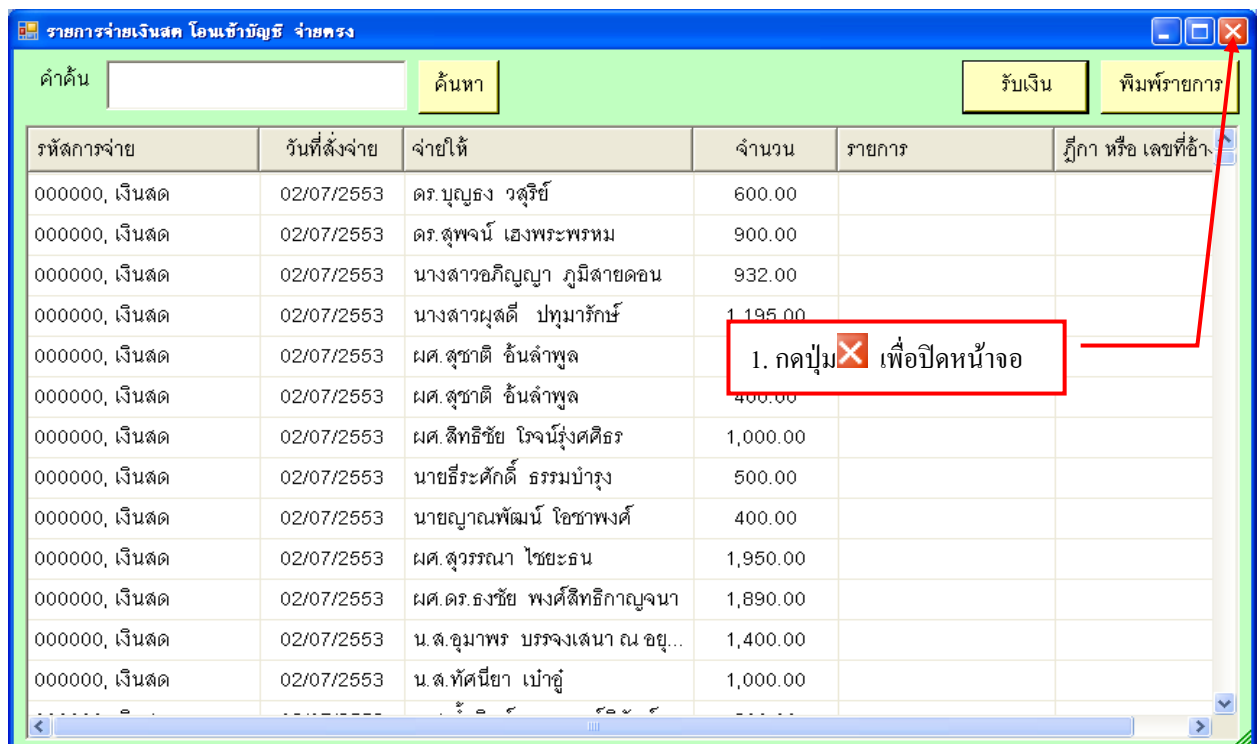 รายการจ่ายเงินสด โอนเข้าบัญชี จ่ายตรง
คำค้น ค้นหา รับเงิน พิมพ์รายการ
รหัสการจ่าย วันที่สั่งจ่าย จ่ายให้ จำนวน รายการ ฎีกา หรือ เลขที่อ้าง
000000, เงินสด 02/07/2553 ดร.บุญธง วสุริย์ 600.00
000000, เงินสด 02/07/2553 ดร.สุพจน์ เฮงพระพรหม 900.00
000000, เงินสด 02/07/2553 นางสาวอภิญญา ภูมิสายดอน 932.00
000000, เงินสด 02/07/2553 นางสาวผุสดี ปทุมารักษ์ 1,195.00
000000, เงินสด 02/07/2553 ผศ.สุชาติ อ้นลำพูล
1. กดปุ่ม เพื่อปิดหน้าจอ
000000, เงินสด 02/07/2553 ผศ.สุชาติ อ้นลำพูล 400.00
000000, เงินสด 02/07/2553 ผศ.สิทธิชัย โรจน์รุ่งศศิธร 1,000.00
000000, เงินสด 02/07/2553 นายธีระศักดิ์ ธรรมบำรุง 500.00
000000, เงินสด 02/07/2553 นายญาณพัฒน์ โอชาพงศ์ 400.00
000000, เงินสด 02/07/2553 ผศ.สุวรรณา ไชยะธน 1,950.00
000000, เงินสด 02/07/2553 ผศ.ดร.ธงชัย พงศ์สิทธิกาญจนา 1,890.00
000000, เงินสด 02/07/2553 น.ส.อุมาพร บรรจงเสนา ณ อยุ... 1,400.00
000000, เงินสด 02/07/2553 น.ส.ทัศนียา เบ๋าอู๋ 1,000.00